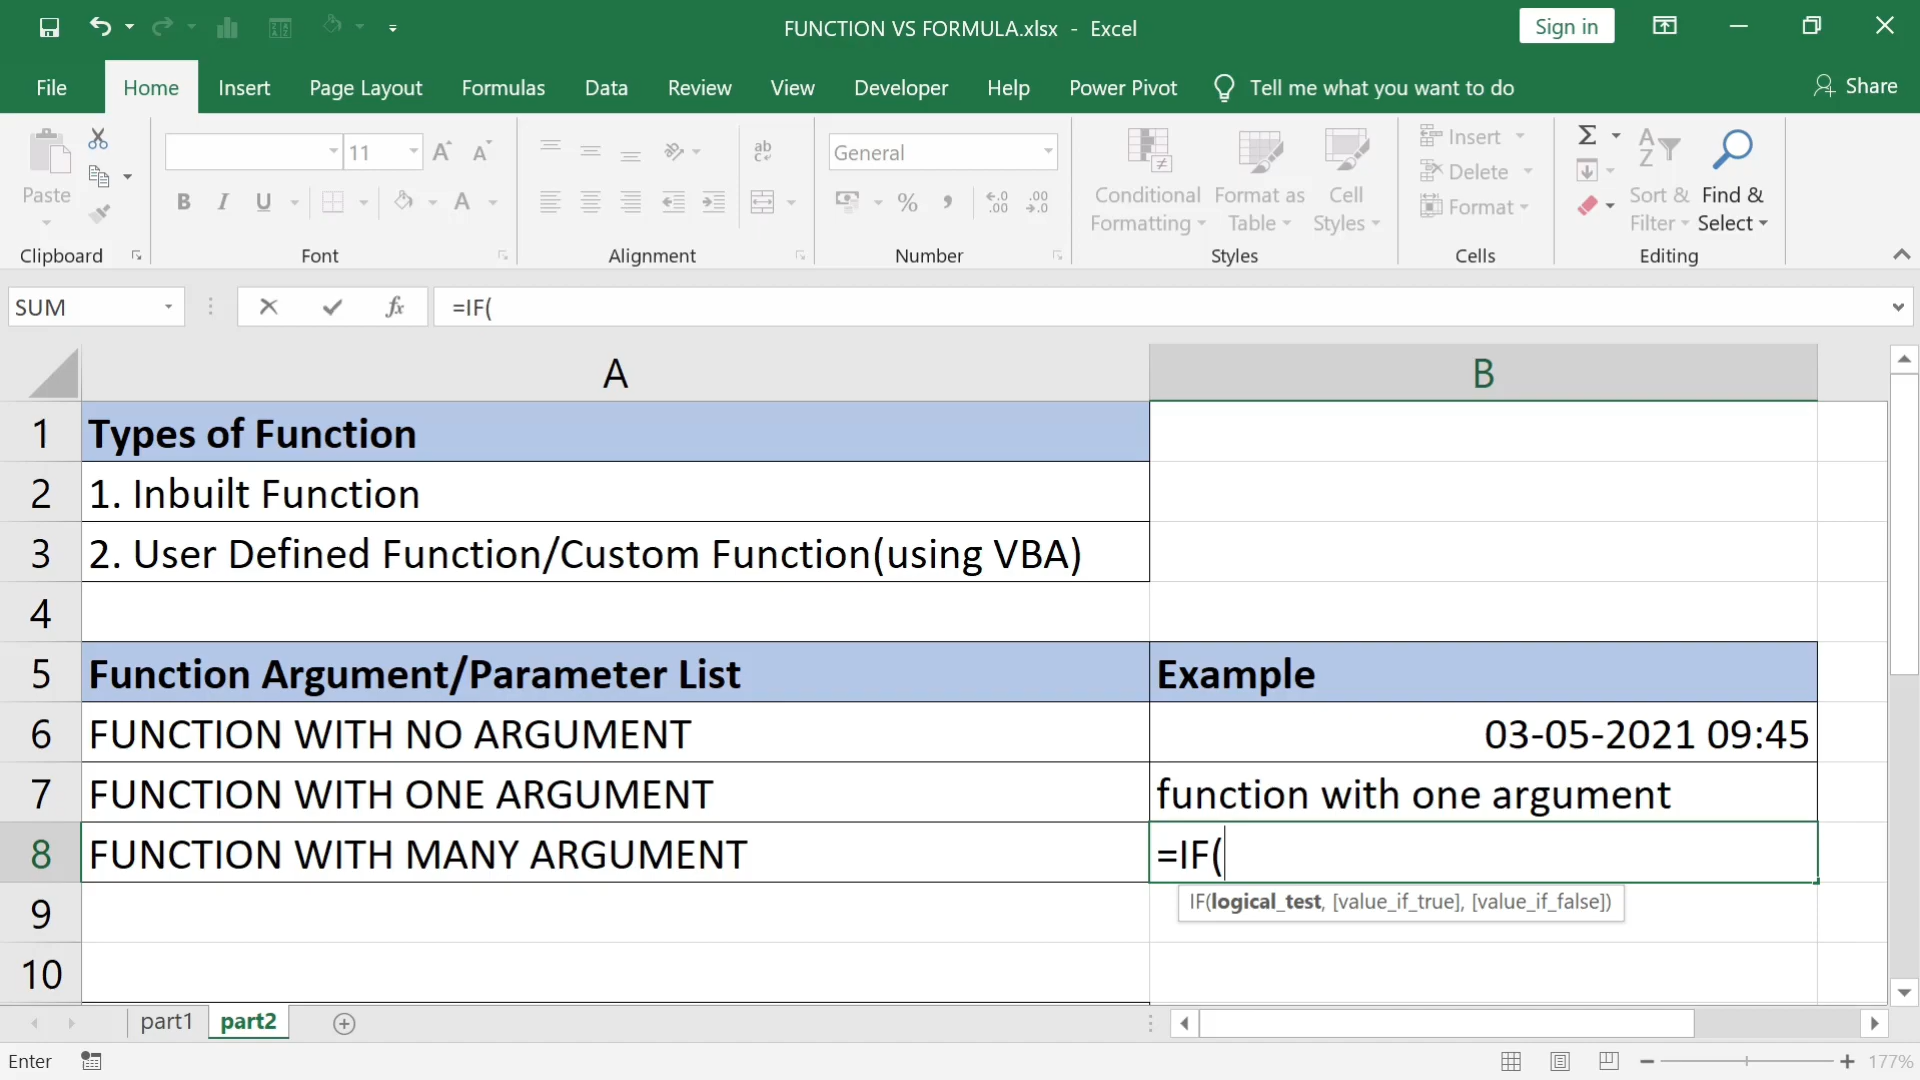 FUNCTION VS FORMULA.xlsx - Excel
Sign in
File Home Insert Page Layout Formulas Data Review View Developer Help Power Pivot Tell me what you want to do Share
Paste
Clipboard
11
B I U A
Font
ab
Alignment
General
% ,
Number
Conditional Formatting
Format as Table
Cell Styles
Styles
Insert
Delete
Format
Cells
Σ
Sort & Filter
Find & Select
Editing
SUM fx =IF(
A B
1 Types of Function
2 1. Inbuilt Function
3 2. User Defined Function/Custom Function(using VBA)
4
5 Function Argument/Parameter List Example
6 FUNCTION WITH NO ARGUMENT 03-05-2021 09:45
7 FUNCTION WITH ONE ARGUMENT function with one argument
8 FUNCTION WITH MANY ARGUMENT =IF(
IF(logical_test, [value_if_true], [value_if_false])
9
10
part1 part2
Enter 177%